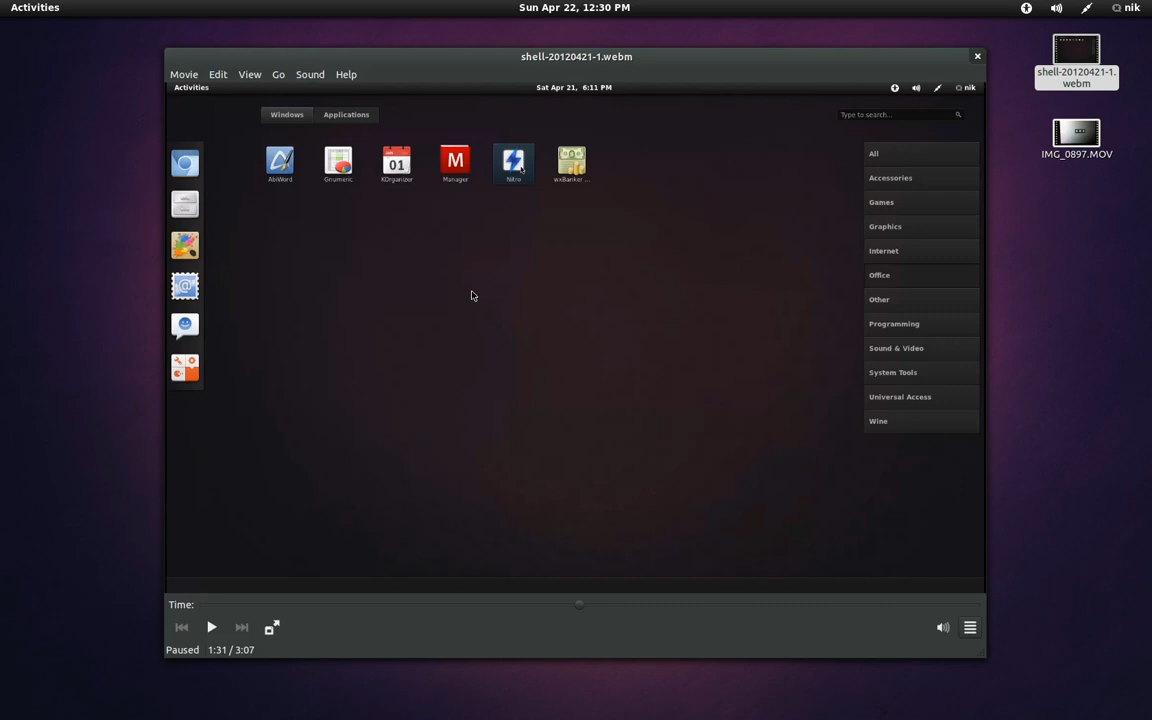 Activities
Sun Apr 22, 12:30 PM
nik
shell-20120421-1.webm
Movie Edit View Go Sound Help
Activities
Sat Apr 21, 6:11 PM
nik
Windows
Applications
Type to search...
AbiWord
Gnumeric
01
KOrganizer
M
Manager
Nitro
wxBanker ...
@
All
Accessories
Games
Graphics
Internet
Office
Other
Programming
Sound & Video
System Tools
Universal Access
Wine
Time:
Paused 1:31 / 3:07
shell-20120421-1.
webm
IMG_0897.MOV